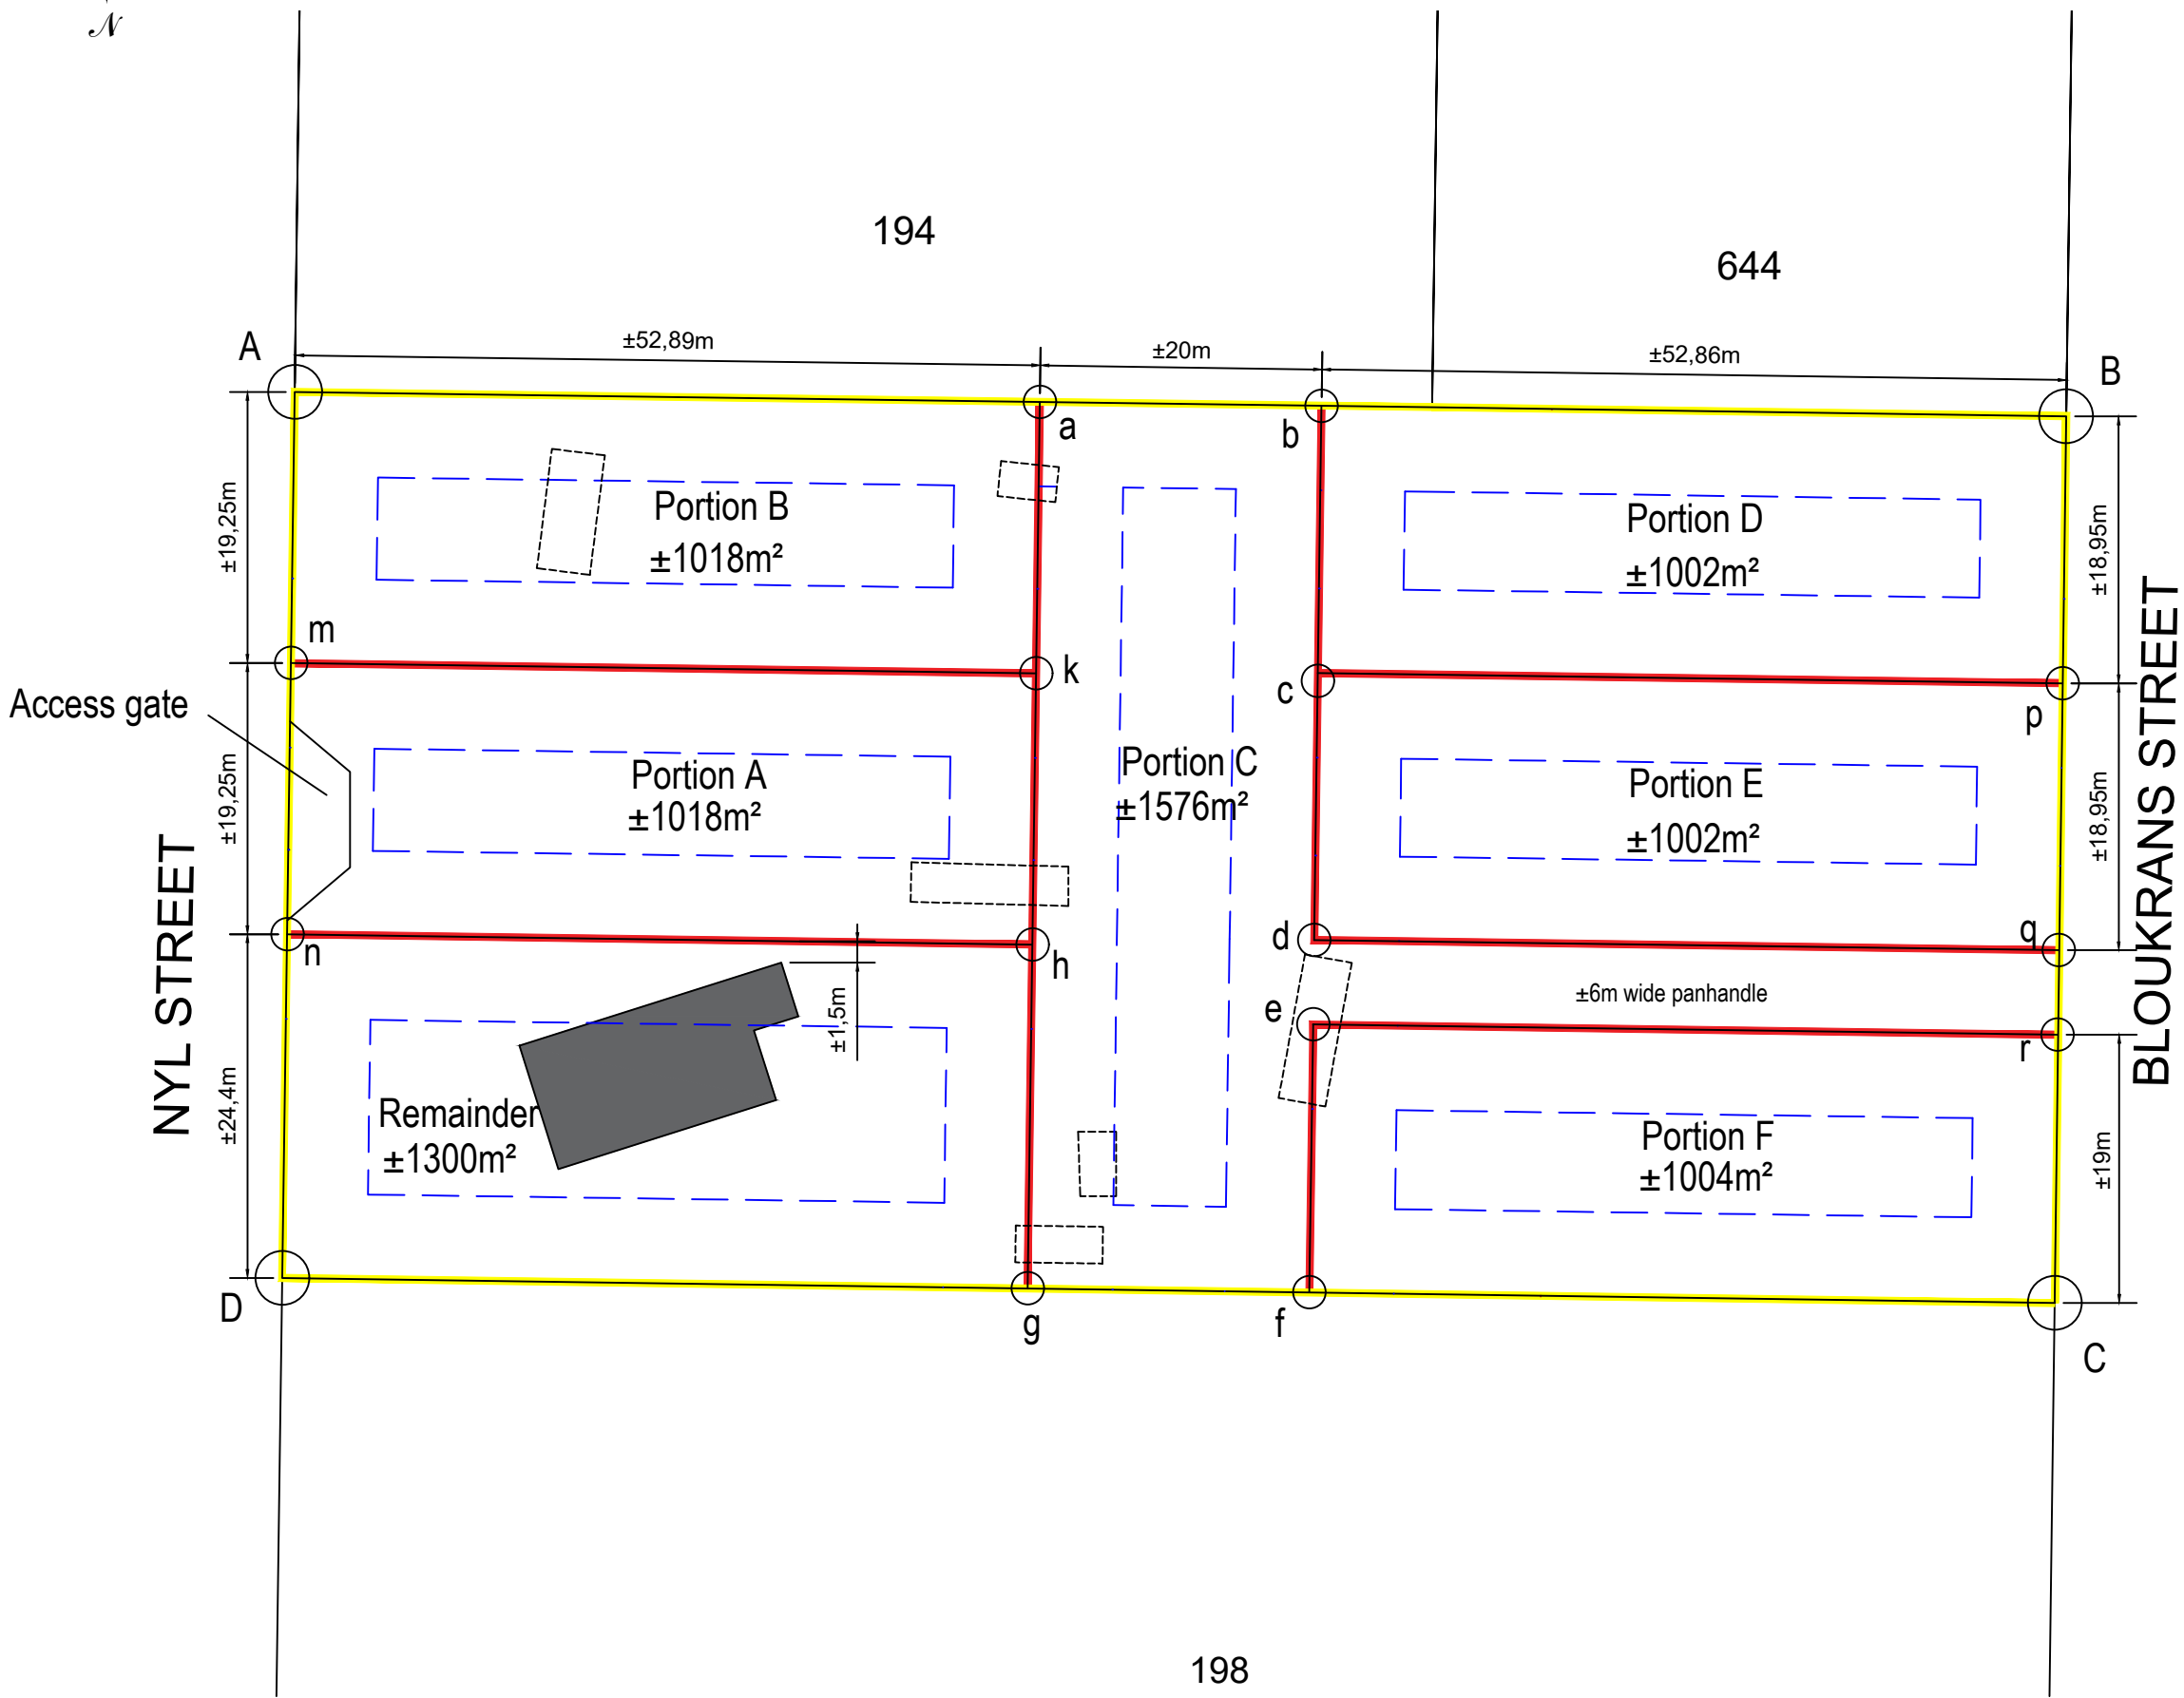 N
194
644
±52,89m
±20m
±52,86m
A
B
a
b
±19,25m
Portion B
±1018m²
Portion D
±1002m²
±18,95m
m
k
c
p
Access gate
±19,25m
Portion A
±1018m²
Portion C
±1576m²
Portion E
±1002m²
±18,95m
NYL STREET
BLOUKRANS STREET
n
h
d
q
±1,5m
±6m wide panhandle
e
r
±24,4m
Remainder
±1300m²
Portion F
±1004m²
±19m
D
g
f
C
198